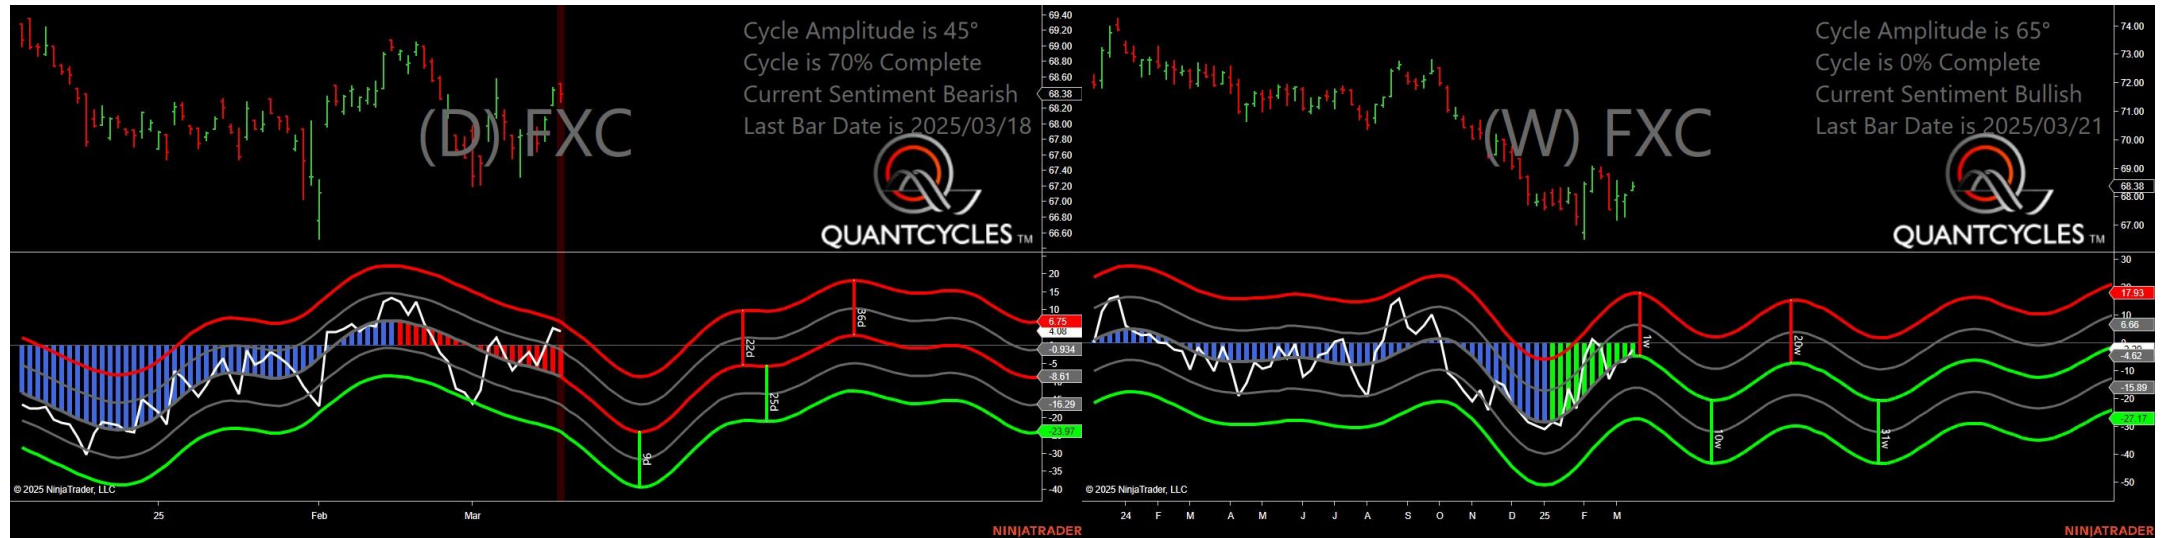 Cycle Amplitude is 45°
Cycle is 70% Complete
Current Sentiment Bearish
Last Bar Date is 2025/03/18
(D) FXC
QUANTCYCLES TM
69.40
69.20
69.00
68.80
68.60
68.38
68.20
68.00
67.80
67.60
67.40
67.20
67.00
66.80
66.60
20
15
10
6.75
4.08
-0.934
-5
-8.61
-16.29
-20
-23.97
-30
-35
-40
22d
36d
25d
9d
© 2025 NinjaTrader, LLC
25
Feb
Mar
NINJATRADER
Cycle Amplitude is 65°
Cycle is 0% Complete
Current Sentiment Bullish
Last Bar Date is 2025/03/21
(W) FXC
QUANTCYCLES TM
74.00
73.00
72.00
71.00
70.00
69.00
68.38
68.00
67.00
30
17.93
10
6.66
-4.62
-10
-15.89
-20
-27.17
-30
-40
-50
1w
20w
10w
31w
© 2025 NinjaTrader, LLC
24
F
M
A
M
J
J
A
S
O
N
D
25
F
M
NINJATRADER